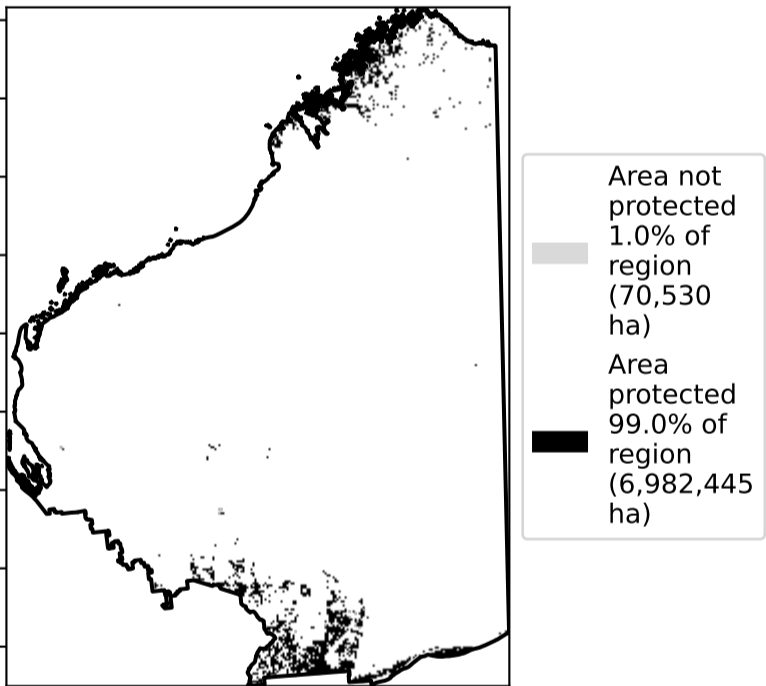 Area not
protected
1.0% of
region
(70,530
ha)
Area
protected
99.0% of
region
(6,982,445
ha)